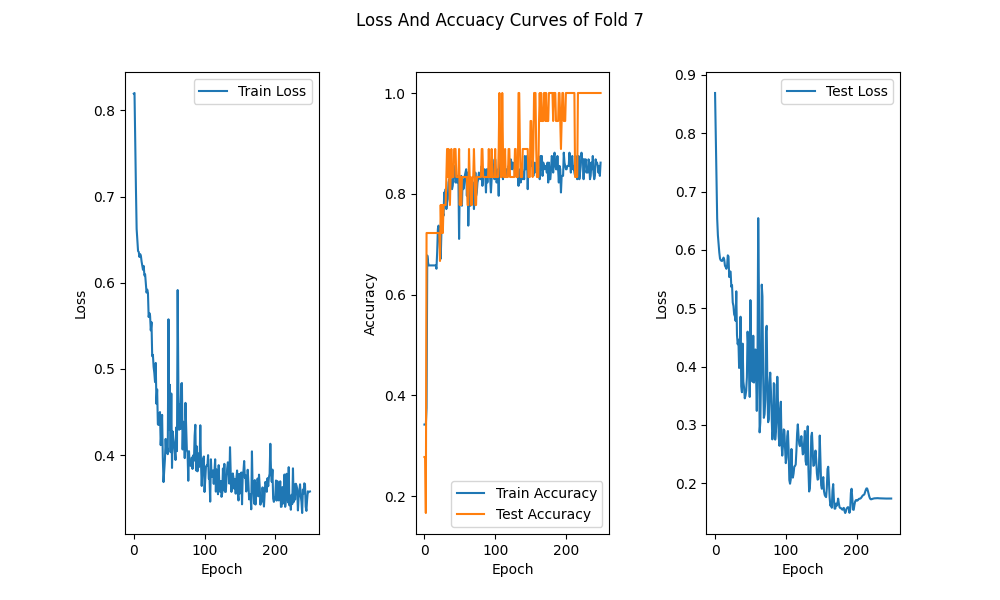 Loss And Accuacy Curves of Fold 7
Train Loss
0.8
0.7
0.6
0.5
0.4
Loss
0
100
200
Epoch
1.0
0.8
0.6
0.4
0.2
Accuracy
Train Accuracy
Test Accuracy
0
100
200
Epoch
Test Loss
0.9
0.8
0.7
0.6
0.5
0.4
0.3
0.2
Loss
0
100
200
Epoch